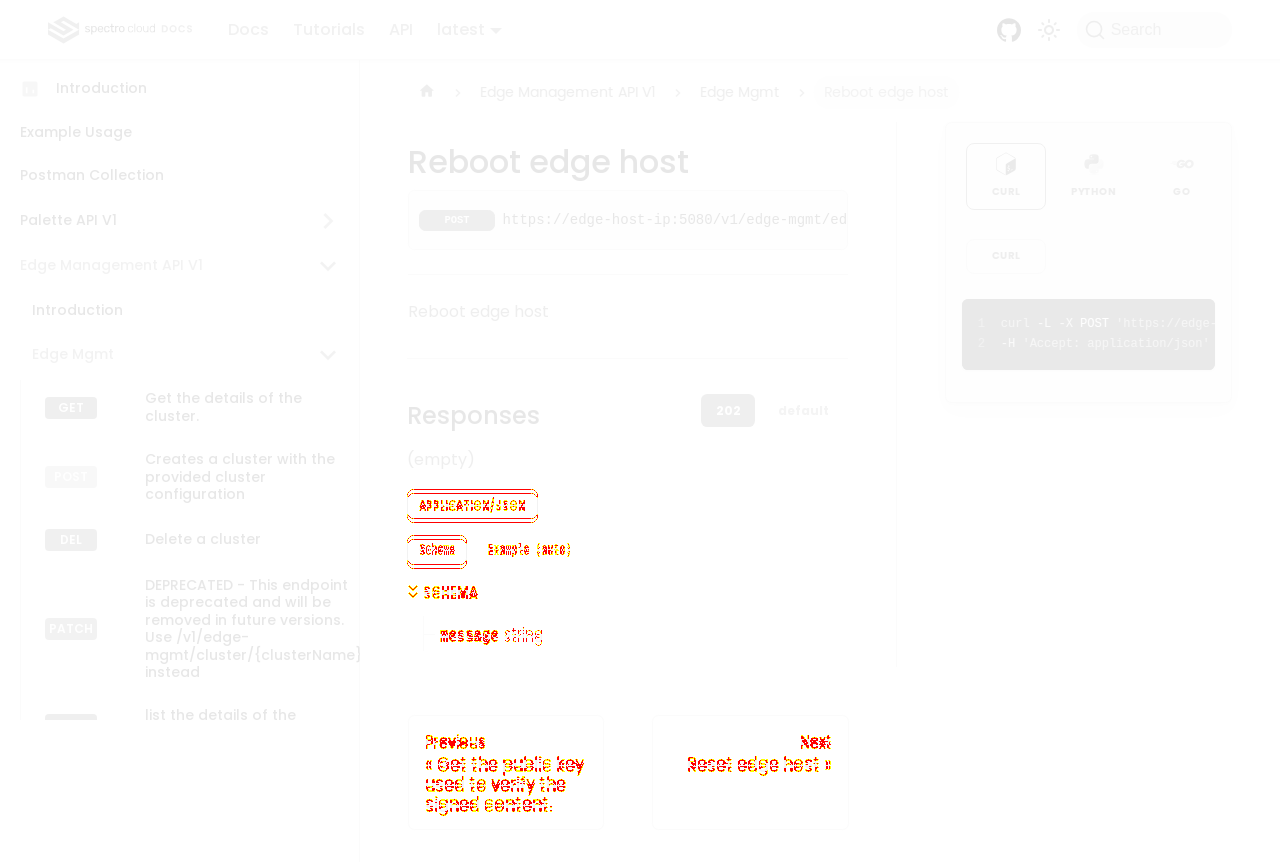 spectro cloud DOCS
Docs
Tutorials
API
latest
Search
Introduction
Example Usage
Postman Collection
Palette API V1
Edge Management API V1
Introduction
Edge Mgmt
GET
Get the details of the
cluster.
POST
Creates a cluster with the
provided cluster
configuration
DEL
Delete a cluster
PATCH
DEPRECATED - This endpoint
is deprecated and will be
removed in future versions.
Use /v1/edge-
mgmt/cluster/{clusterName}
instead
list the details of the
Edge Management API V1
Edge Mgmt
Reboot edge host
Reboot edge host
POST
https://edge-host-ip:5080/v1/edge-mgmt/ed
Reboot edge host
Responses
202
default
(empty)
APPLICATION/JSON
Schema
Example (auto)
SCHEMA
message string
Previous
« Get the public key
used to verify the
signed content.
Next
Reset edge host »
CURL
PYTHON
GO
GO
CURL
1 curl -L -X POST 'https://edge-
2 -H 'Accept: application/json'